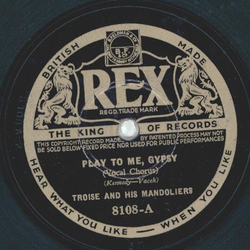 BRITISH MADE
REX
REGD. TRADE MARK
THE KING OF RECORDS
THIS COPYRIGHT RECORD MADE BY PATENTED PROCESS MAY NOT
BE SOLD BELOW FIXED PRICE NOR USED FOR PUBLIC PERFORMANCES
PLAY TO ME, GYPSY
(Vocal Chorus)
(Kennedy—Vacek)
TROISE AND HIS MANDOLIERS
8108-A
HEAR WHAT YOU LIKE — WHEN YOU LIKE